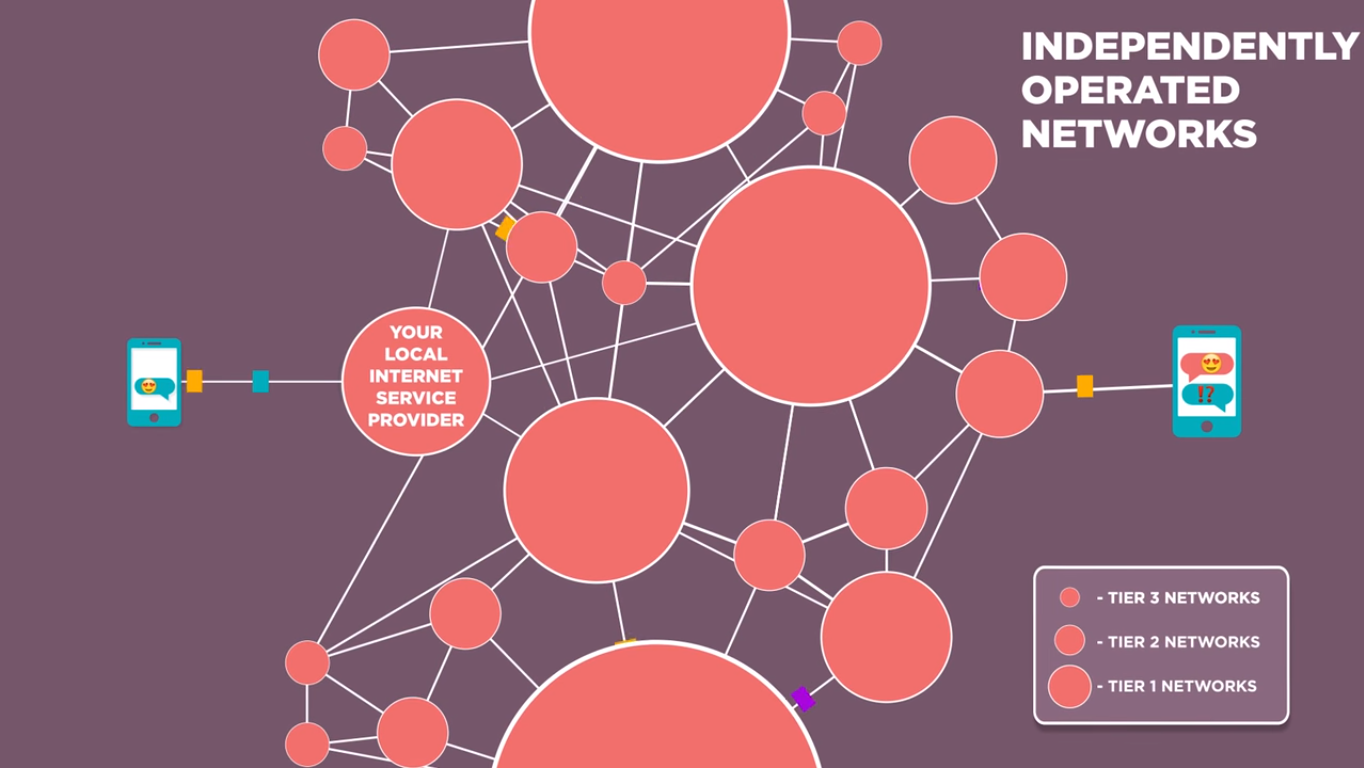 INDEPENDENTLY
OPERATED
NETWORKS
YOUR
LOCAL
INTERNET
SERVICE
PROVIDER
!?
- TIER 3 NETWORKS
- TIER 2 NETWORKS
- TIER 1 NETWORKS